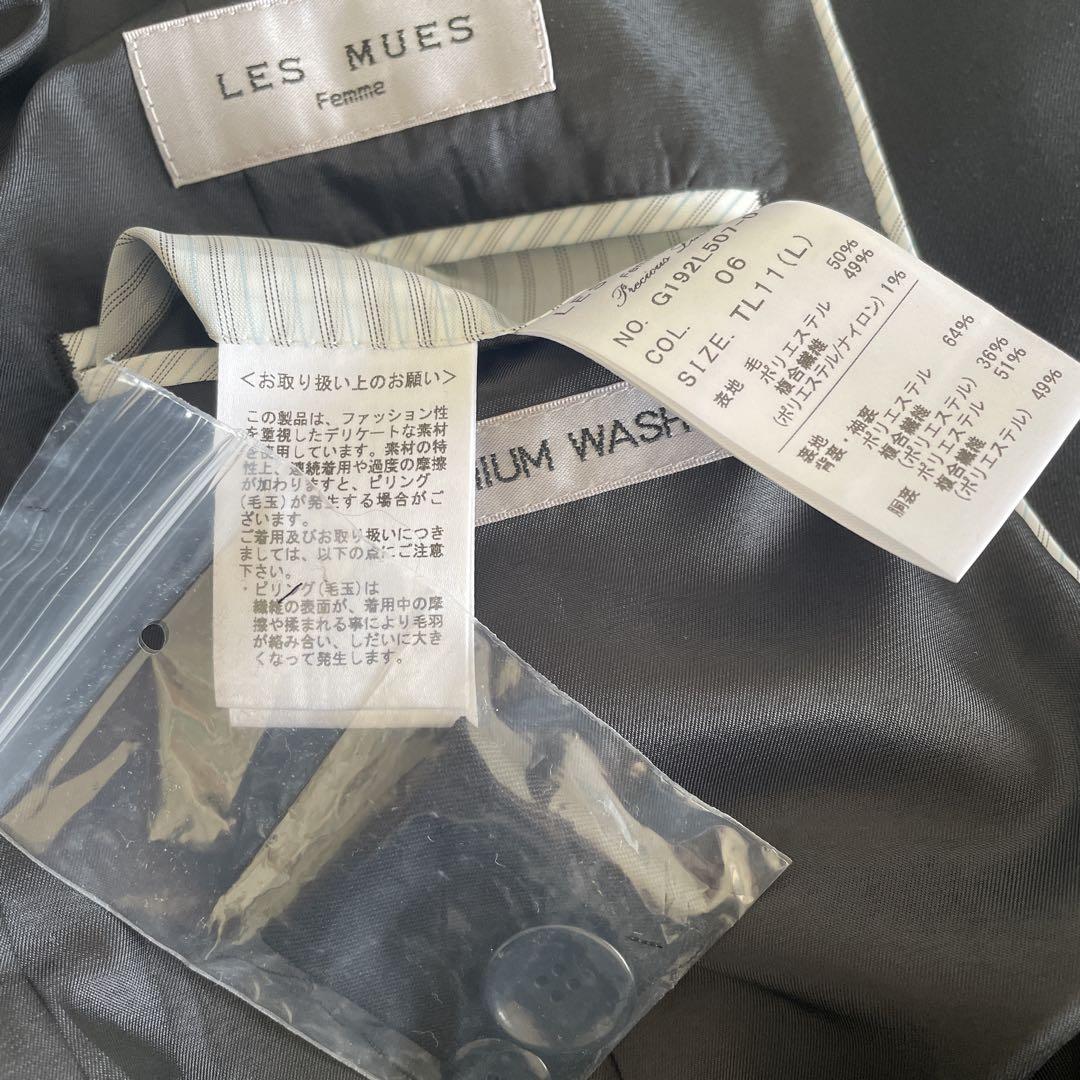 LES MUES
Femme
<お取り扱い上のお願い>
この製品は、ファッション性
を重視したデリケートな素材
を使用しています。素材の特
性上、連続着用や過度の摩擦
が加わりますと、ピリング
(毛玉)が発生する場合がご
ざいます。
ご着用及びお取り扱いにつき
ましては、以下の点にご注意
下さい。
・ピリング(毛玉)は
繊維の表面が、着用中の摩
擦や揉まれる事により毛羽
が絡み合い、しだいに大き
くなって発生します。
WASH
LES
Precious
NO. G192L507-0
COL. 06
SIZE. TL11(L)
表地 毛 50%
ポリエステル 49%
複合繊維
(ポリエステル/ナイロン) 1%
裏地
背裏・袖裏
ポリエステル 64%
複合繊維
(ポリエステル) 36%
胴裏 ポリエステル 51%
複合繊維
(ポリエステル) 49%